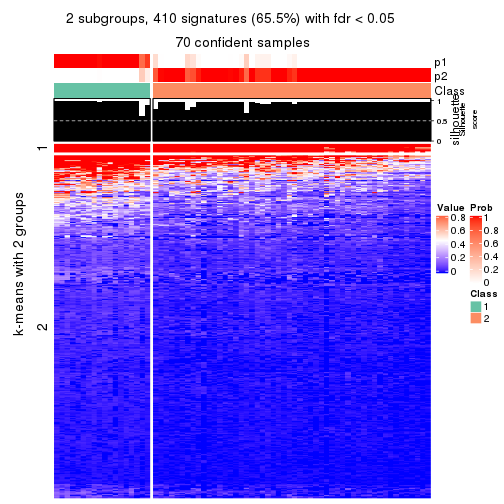 2 subgroups, 410 signatures (65.5%) with fdr < 0.05
70 confident samples
p1
p2
Class
1
0.5
0
silhouette
Silhouette
score
1
2
k-means with 2 groups
Value
0.8
0.6
0.4
0.2
0
Prob
1
0.8
0.6
0.4
0.2
0
Class
1
2